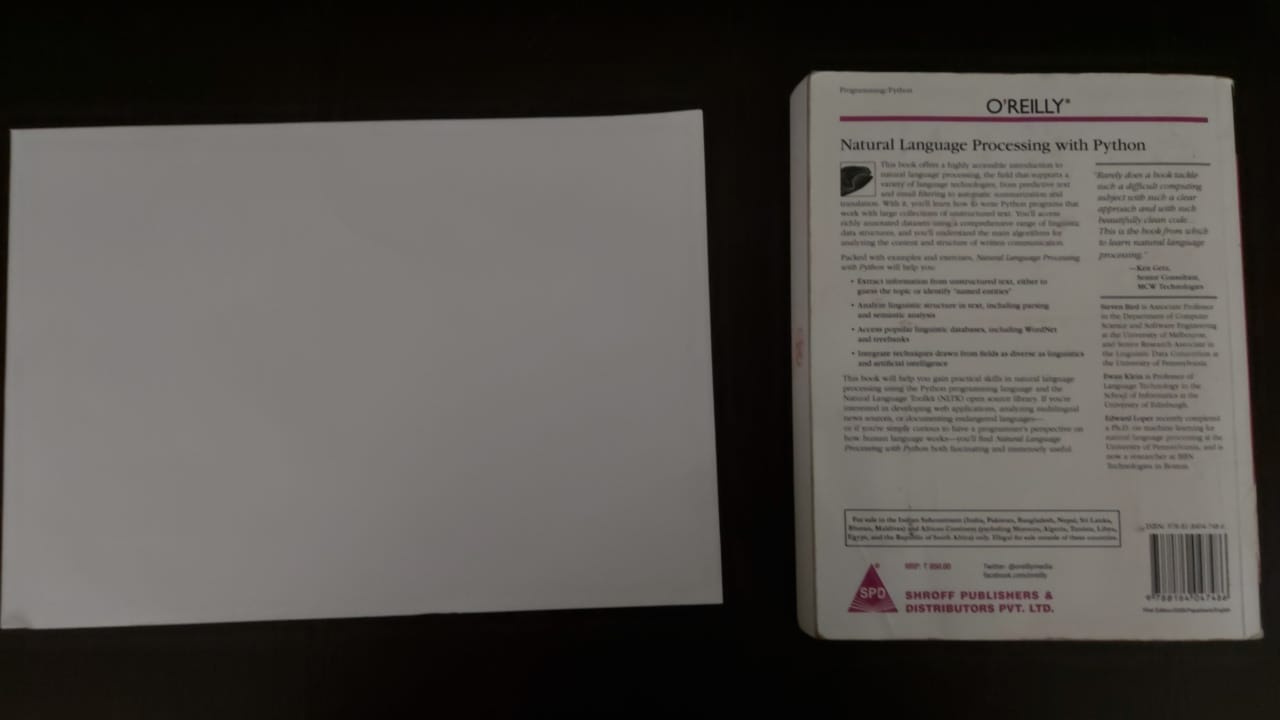 Programming/Python
O'REILLY®
Natural Language Processing with Python
This book offers a highly accessible introduction to
natural language processing, the field that supports a
variety of language technologies, from predictive text
and email filtering to automatic summarization and
translation. With it, you'll learn how to write Python programs that
work with large collections of unstructured text. You'll access
richly annotated datasets using a comprehensive range of linguistic
data structures, and you'll understand the main algorithms for
analyzing the content and structure of written communication.
Packed with examples and exercises, Natural Language Processing
with Python will help you:
• Extract information from unstructured text, either to
guess the topic or identify "named entities"
• Analyze linguistic structure in text, including parsing
and semantic analysis
• Access popular linguistic databases, including WordNet
and treebanks
• Integrate techniques drawn from fields as diverse as linguistics
and artificial intelligence
This book will help you gain practical skills in natural language
processing using the Python programming language and the
Natural Language Toolkit (NLTK) open source library. If you're
interested in developing web applications, analyzing multilingual
news sources, or documenting endangered languages—
or if you're simply curious to have a programmer's perspective on
how human language works—you'll find Natural Language
Processing with Python both fascinating and immensely useful.
"Rarely does a book tackle
such a difficult computing
subject with such a clear
approach and with such
beautifully clean code...
This is the book from which
to learn natural language
processing."
—Ken Getz,
Senior Consultant,
MCW Technologies
Steven Bird is Associate Professor
in the Department of Computer
Science and Software Engineering
at the University of Melbourne,
and Senior Research Associate in
the Linguistic Data Consortium at
the University of Pennsylvania.
Ewan Klein is Professor of
Language Technology in the
School of Informatics at the
University of Edinburgh.
Edward Loper recently completed
a Ph.D. on machine learning for
natural language processing at the
University of Pennsylvania, and is
now a researcher at BBN
Technologies in Boston.
For sale in the Indian Subcontinent (India, Pakistan, Bangladesh, Nepal, Sri Lanka,
Bhutan, Maldives) and African Continent (excluding Morocco, Algeria, Tunisia, Libya,
Egypt, and the Republic of South Africa) only. Illegal for sale outside of these countries.
SPD
MRP: ₹ 650.00
Twitter: @oreillymedia
facebook.com/oreilly
SHROFF PUBLISHERS &
DISTRIBUTORS PVT. LTD.
ISBN: 978-81-8404-748-6
9 788184 047486